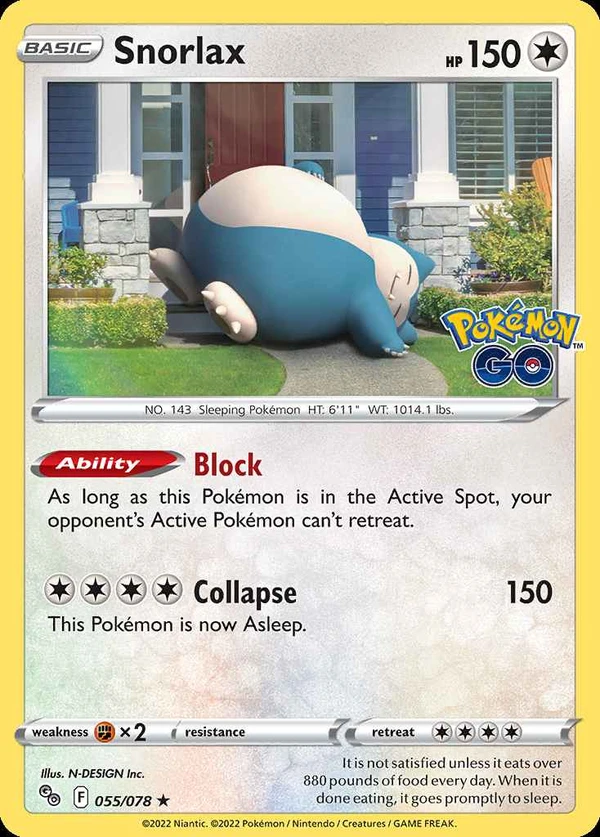 BASIC Snorlax HP 150
POKÉMON™
GO
NO. 143 Sleeping Pokémon HT: 6'11" WT: 1014.1 lbs.
Ability Block
As long as this Pokémon is in the Active Spot, your
opponent's Active Pokémon can't retreat.
Collapse 150
This Pokémon is now Asleep.
weakness ×2 resistance retreat
It is not satisfied unless it eats over
880 pounds of food every day. When it is
done eating, it goes promptly to sleep.
Illus. N-DESIGN Inc.
GO F 055/078 ★
©2022 Niantic. ©2022 Pokémon / Nintendo / Creatures / GAME FREAK.